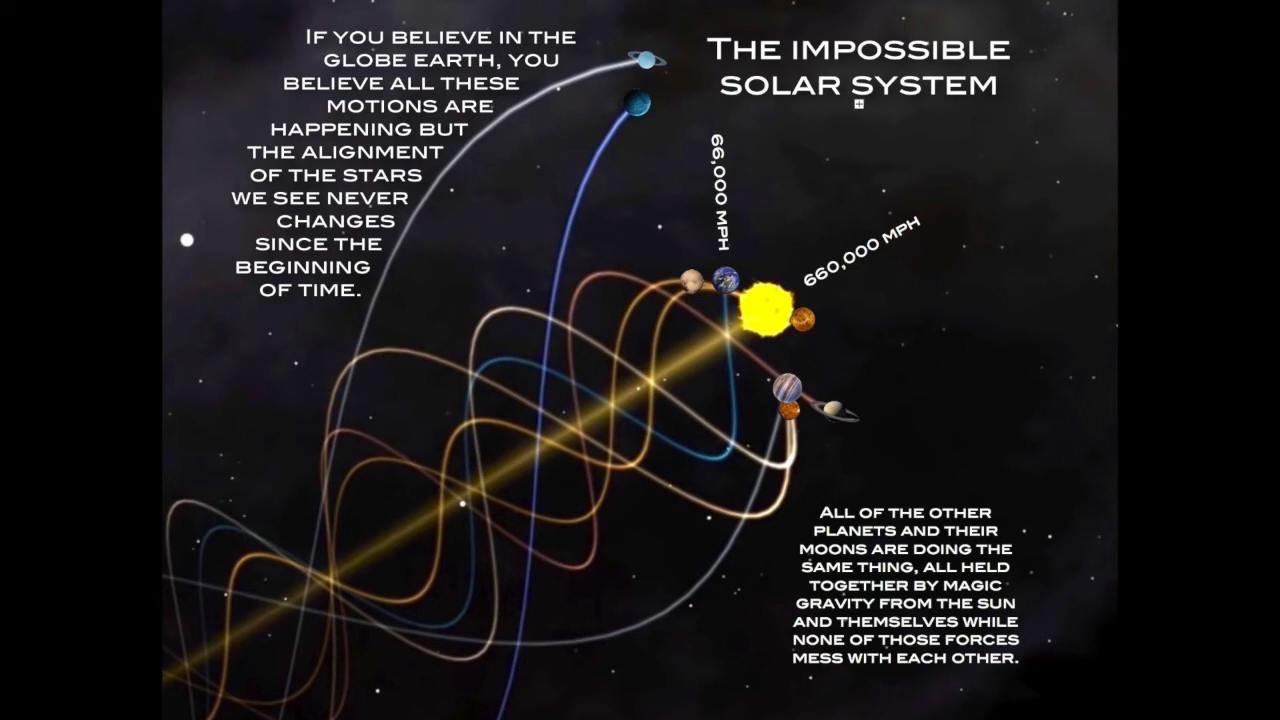 IF YOU BELIEVE IN THE
GLOBE EARTH, YOU
BELIEVE ALL THESE
MOTIONS ARE
HAPPENING BUT
THE ALIGNMENT
OF THE STARS
WE SEE NEVER
CHANGES
SINCE THE
BEGINNING
OF TIME.
THE IMPOSSIBLE
SOLAR SYSTEM
66,000 MPH
660,000 MPH
ALL OF THE OTHER
PLANETS AND THEIR
MOONS ARE DOING THE
SAME THING, ALL HELD
TOGETHER BY MAGIC
GRAVITY FROM THE SUN
AND THEMSELVES WHILE
NONE OF THOSE FORCES
MESS WITH EACH OTHER.